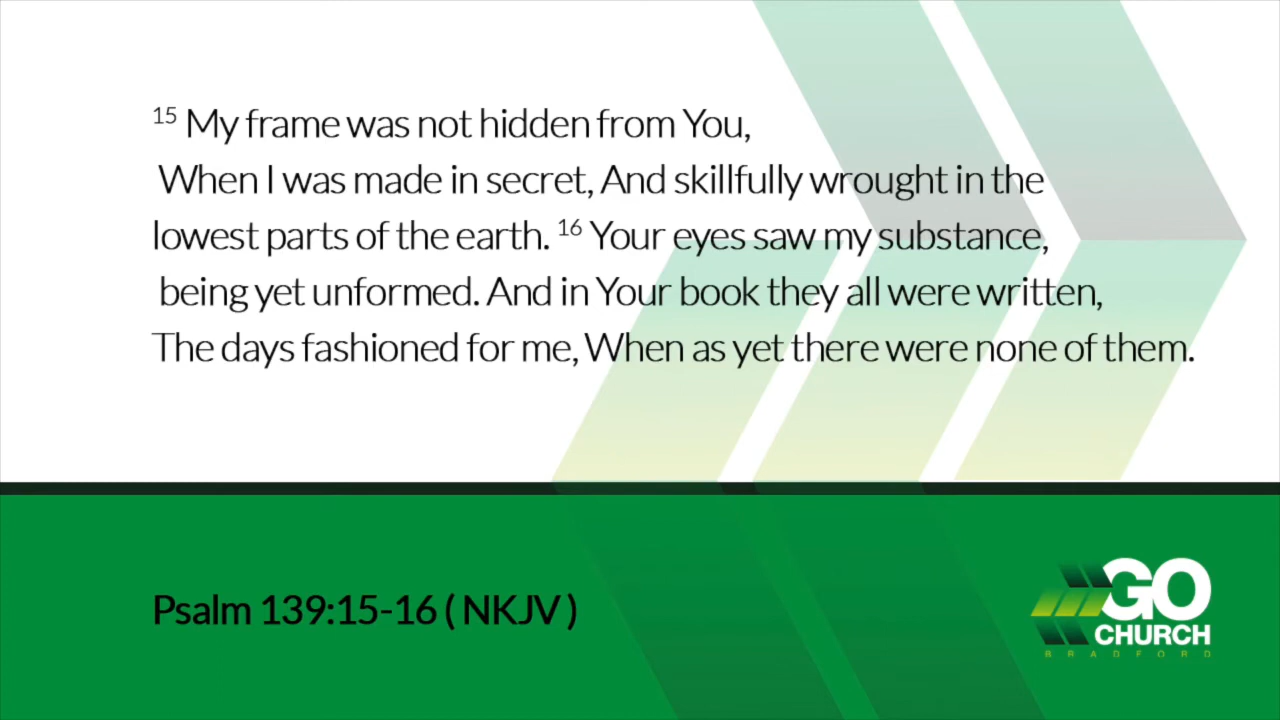 15 My frame was not hidden from You,
When I was made in secret, And skillfully wrought in the
lowest parts of the earth. 16 Your eyes saw my substance,
being yet unformed. And in Your book they all were written,
The days fashioned for me, When as yet there were none of them.
Psalm 139:15-16 ( NKJV )
GO
CHURCH
BRADFORD